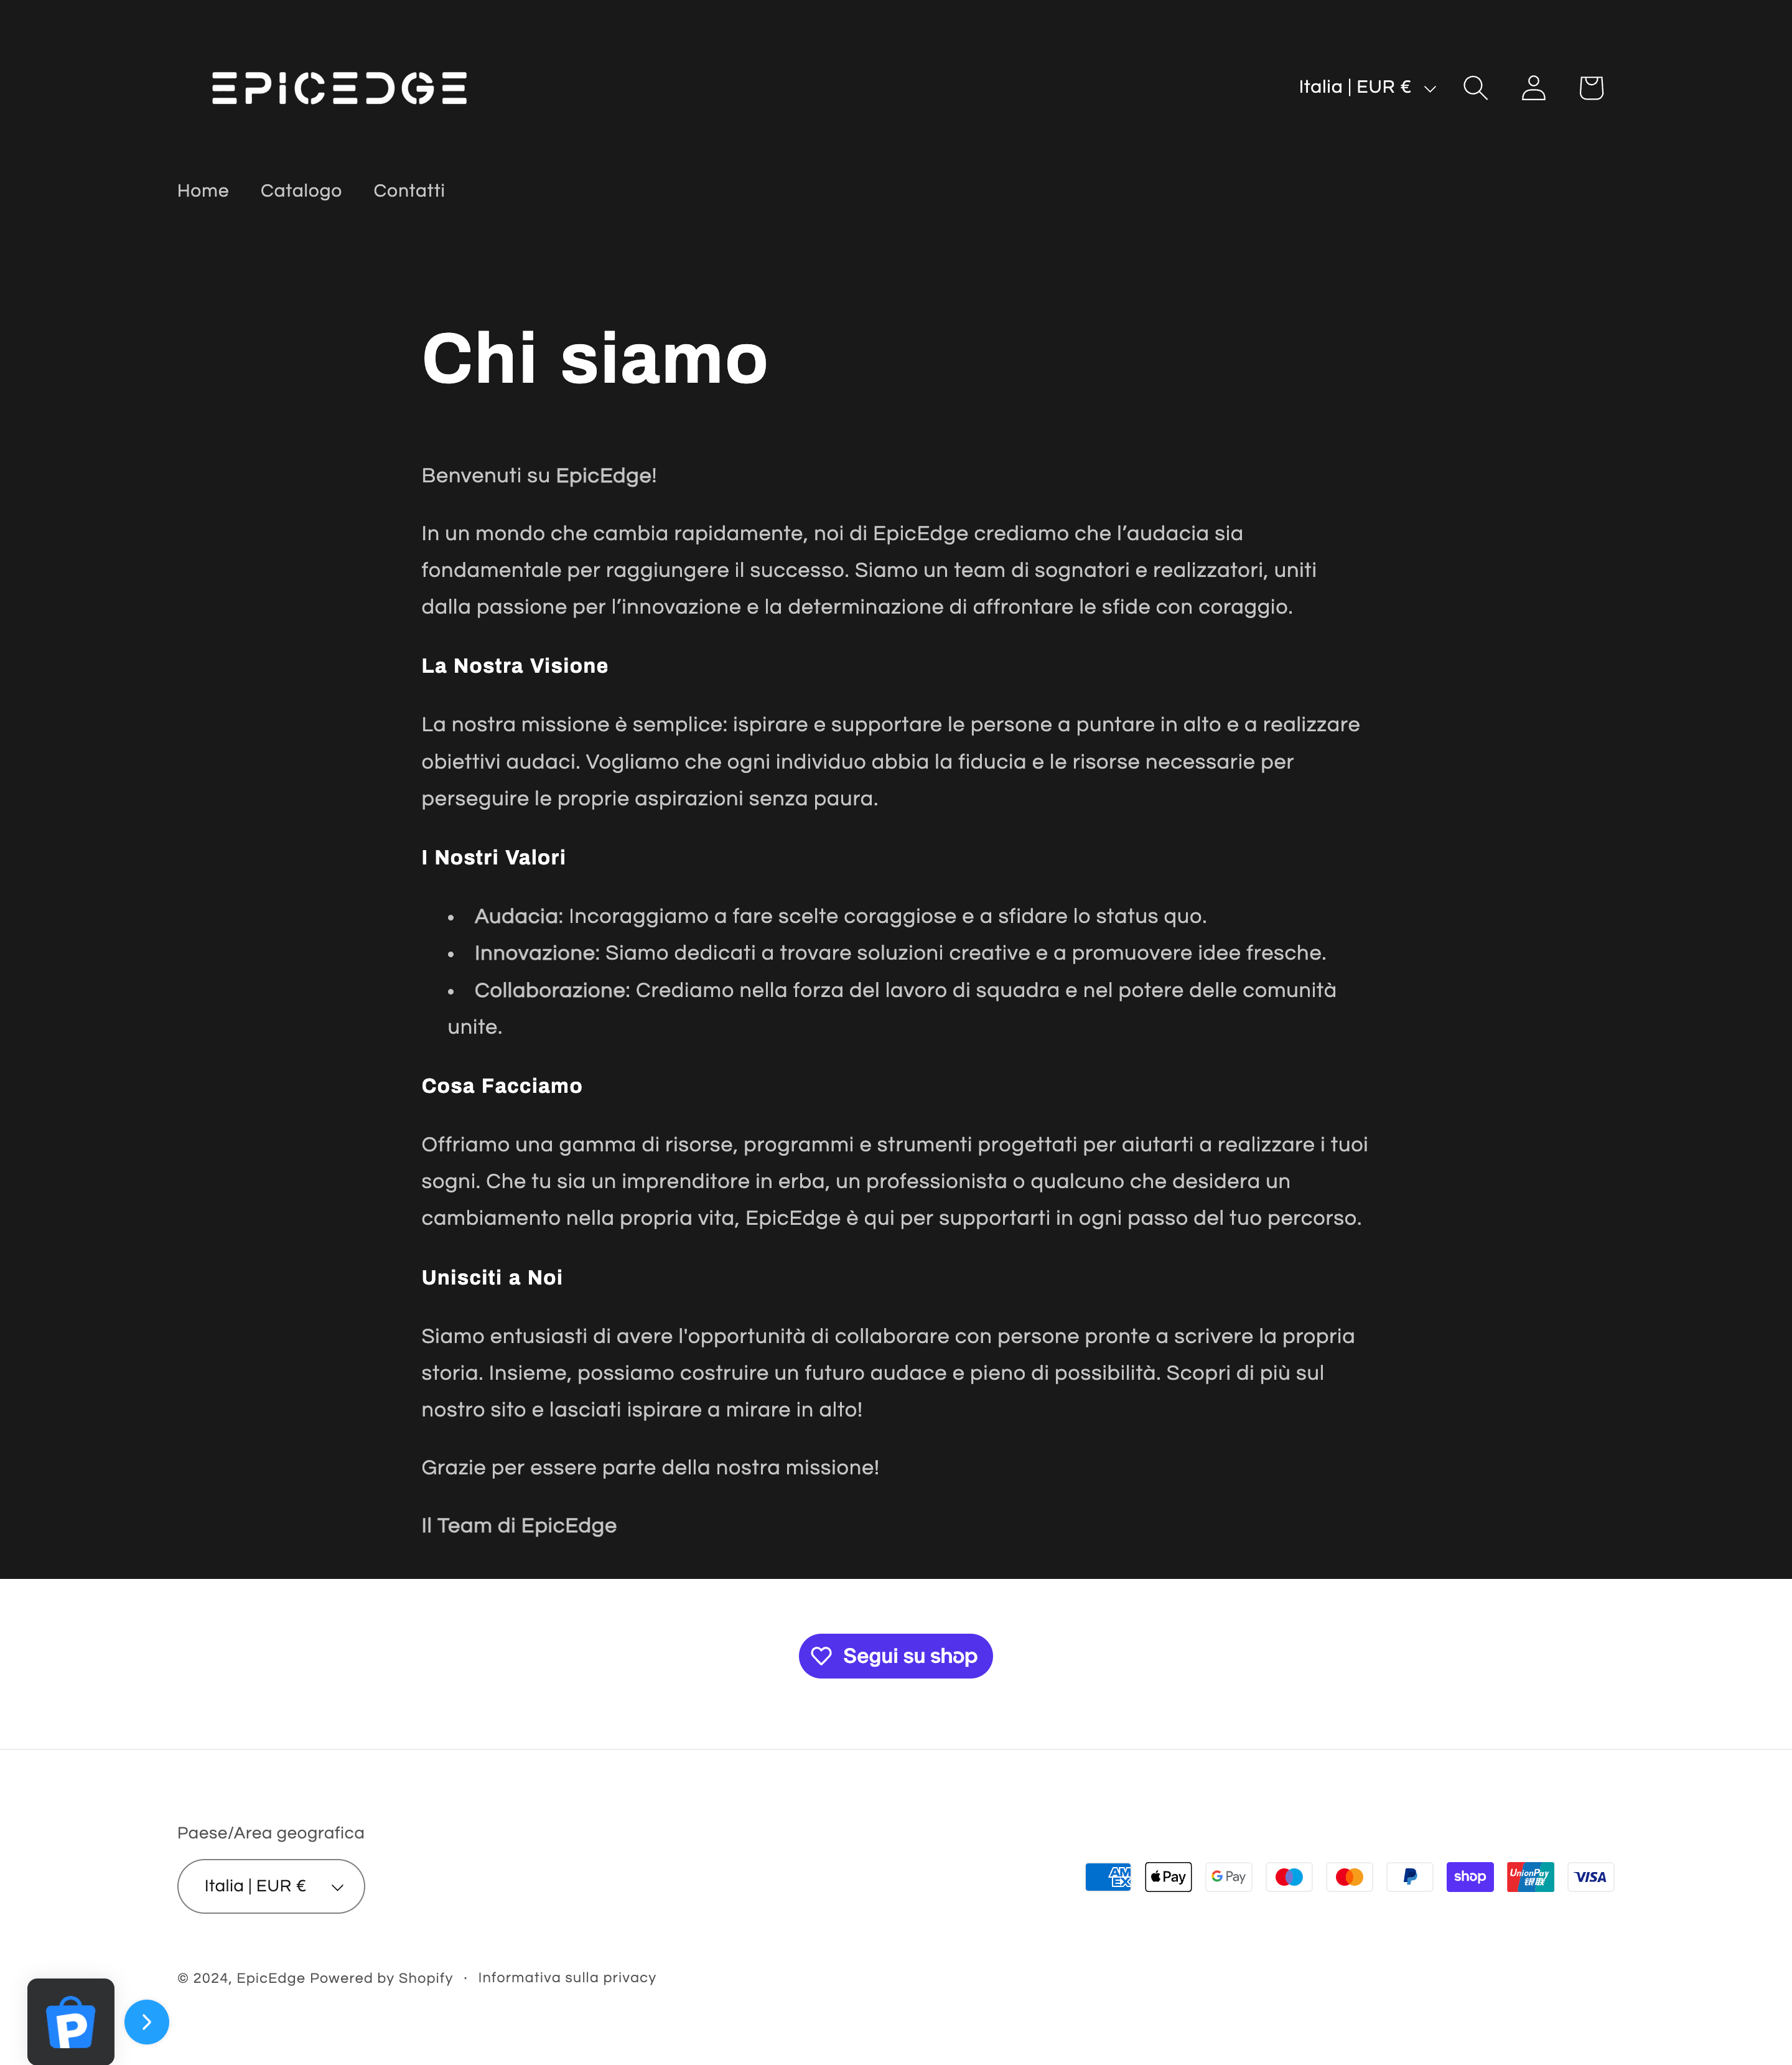 EPICEDGE
Italia | EUR €
Home Catalogo Contatti
Chi siamo
Benvenuti su EpicEdge!
In un mondo che cambia rapidamente, noi di EpicEdge crediamo che l’audacia sia
fondamentale per raggiungere il successo. Siamo un team di sognatori e realizzatori, uniti
dalla passione per l’innovazione e la determinazione di affrontare le sfide con coraggio.
La Nostra Visione
La nostra missione è semplice: ispirare e supportare le persone a puntare in alto e a realizzare
obiettivi audaci. Vogliamo che ogni individuo abbia la fiducia e le risorse necessarie per
perseguire le proprie aspirazioni senza paura.
I Nostri Valori
• Audacia: Incoraggiamo a fare scelte coraggiose e a sfidare lo status quo.
• Innovazione: Siamo dedicati a trovare soluzioni creative e a promuovere idee fresche.
• Collaborazione: Crediamo nella forza del lavoro di squadra e nel potere delle comunità
unite.
Cosa Facciamo
Offriamo una gamma di risorse, programmi e strumenti progettati per aiutarti a realizzare i tuoi
sogni. Che tu sia un imprenditore in erba, un professionista o qualcuno che desidera un
cambiamento nella propria vita, EpicEdge è qui per supportarti in ogni passo del tuo percorso.
Unisciti a Noi
Siamo entusiasti di avere l'opportunità di collaborare con persone pronte a scrivere la propria
storia. Insieme, possiamo costruire un futuro audace e pieno di possibilità. Scopri di più sul
nostro sito e lasciati ispirare a mirare in alto!
Grazie per essere parte della nostra missione!
Il Team di EpicEdge
Segui su shop
Paese/Area geografica
Italia | EUR €
AM EX Pay G Pay P shop UnionPay 银联 VISA
© 2024, EpicEdge Powered by Shopify · Informativa sulla privacy
P